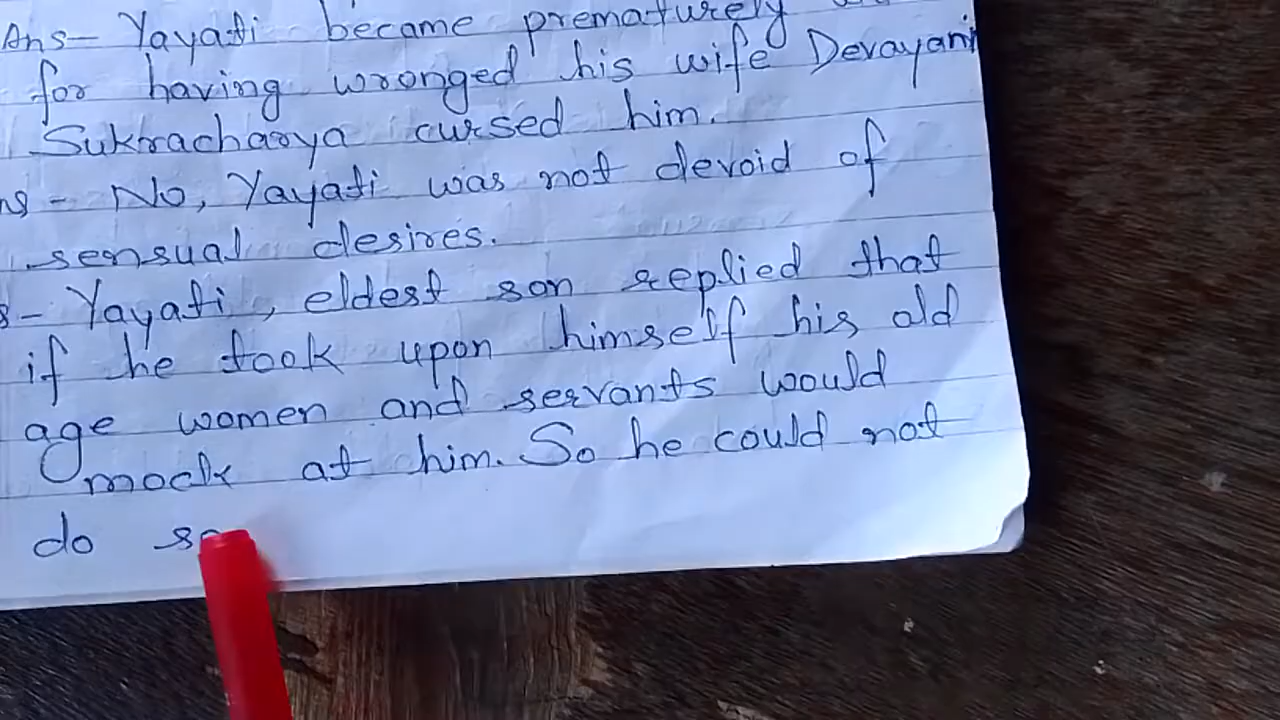 Ans- Yayati became prematurely
for having wronged his wife Devayani
Sukracharya cursed him.
ns- No, Yayati was not devoid of
sensual desires.
s- Yayati, eldest son replied that
if he took upon himself his old
age women and servants would
mock at him. So he could not
do so